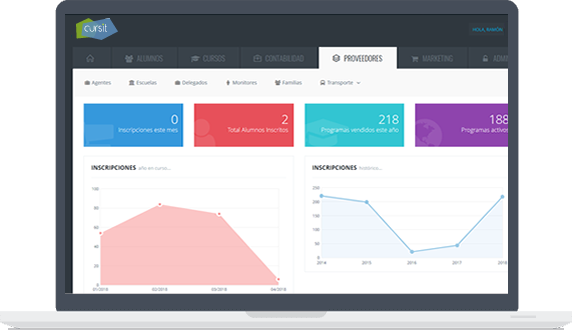 cursit
HOLA, RAMÓN
ALUMNOS
CURSOS
CONTABILIDAD
PROVEEDORES
MARKETING
ADMI
Agentes
Escuelas
Delegados
Monitores
Familias
Transporte
0
Inscripciones este mes
2
Total Alumnos Inscritos
218
Programas vendidos este año
188
Programas activos
INSCRIPCIONES año en curso...
100
80
60
40
20
0
01/2018
02/2018
03/2018
04/2018
INSCRIPCIONES histórico...
250
200
150
100
50
0
2014
2015
2016
2017
2018